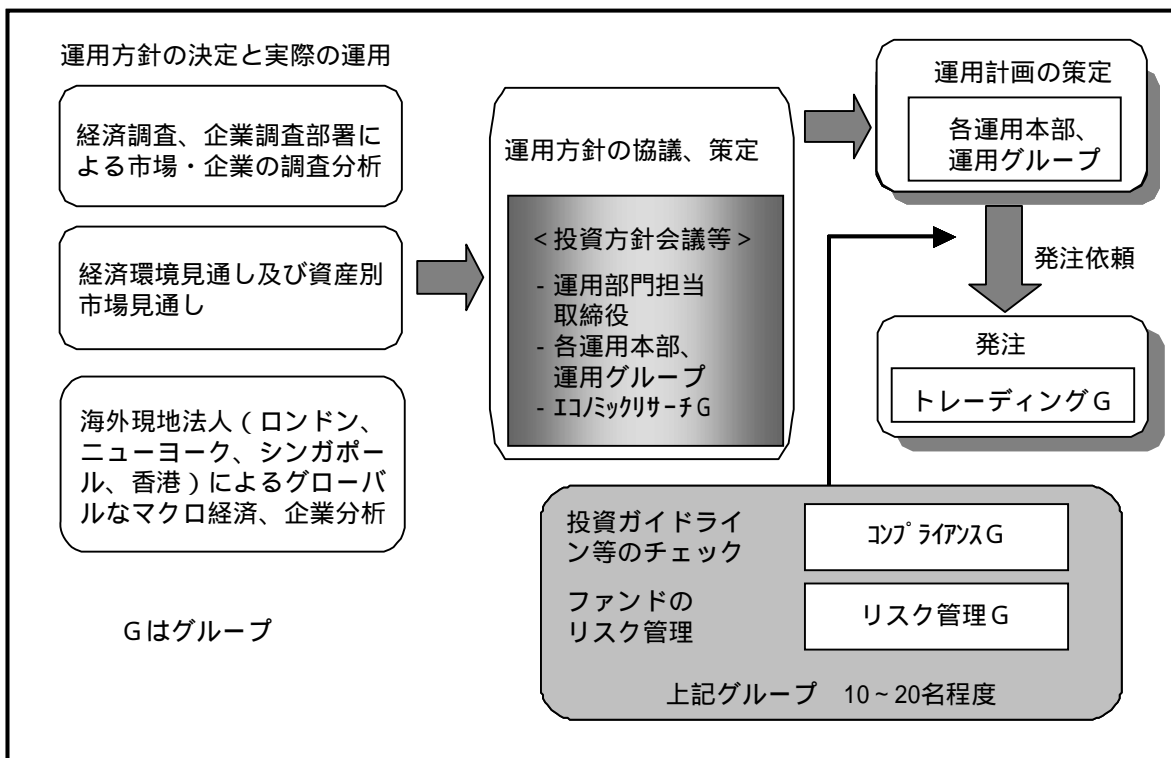 運用方針の決定と実際の運用
経済調査、企業調査部署に
よる市場・企業の調査分析
経済環境見通し及び資産別
市場見通し
海外現地法人(ロンドン、
ニューヨーク、シンガポー
ル、香港)によるグローバ
ルなマクロ経済、企業分析
Gはグループ
運用方針の協議、策定
<投資方針会議等>
- 運用部門担当
取締役
- 各運用本部、
運用グループ
- エコノミックリサーチG
運用計画の策定
各運用本部、
運用グループ
発注依頼
発注
トレーディングG
投資ガイドライ
ン等のチェック
コンプライアンスG
ファンドの
リスク管理
リスク管理G
上記グループ 10~20名程度